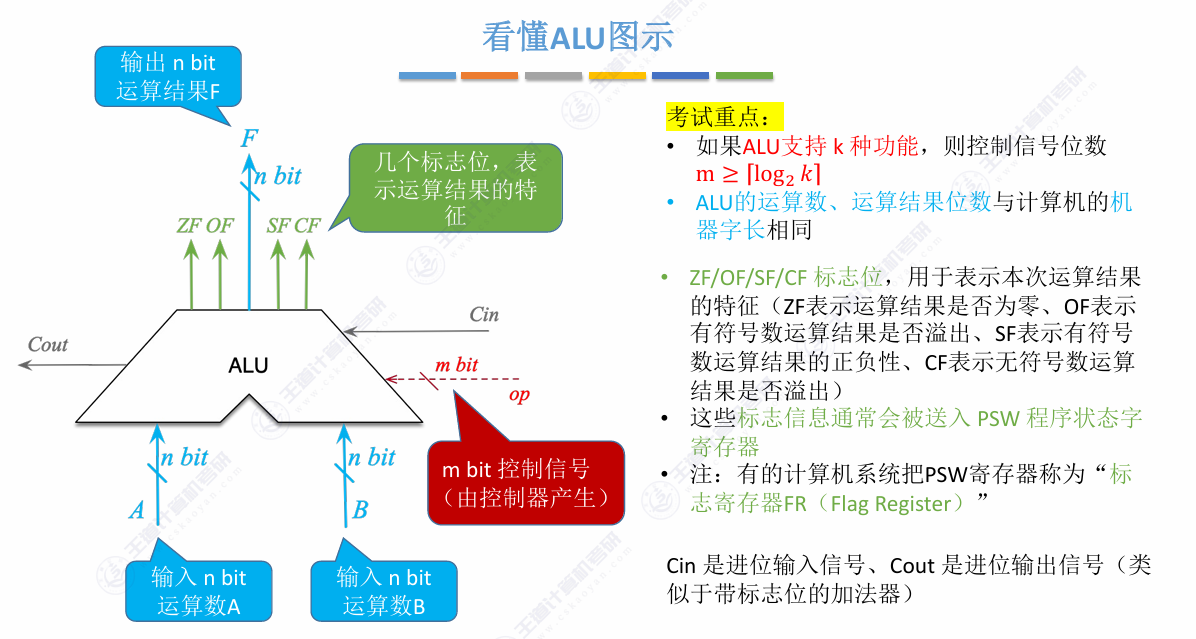 看懂ALU图示
输出 n bit
运算结果F
F
n bit
几个标志位，表
示运算结果的特
征
ZF OF SF CF
Cin
Cout
ALU
m bit
op
n bit
n bit
A
B
m bit 控制信号
（由控制器产生）
输入 n bit
运算数A
输入 n bit
运算数B
考试重点：
• 如果ALU支持 k 种功能，则控制信号位数
m ≥ ⌈log₂ k⌉
• ALU的运算数、运算结果位数与计算机的机
器字长相同
• ZF/OF/SF/CF 标志位，用于表示本次运算结果
的特征（ZF表示运算结果是否为零、OF表示
有符号数运算结果是否溢出、SF表示有符号
数运算结果的正负性、CF表示无符号数运算
结果是否溢出）
• 这些标志信息通常会被送入 PSW 程序状态字
寄存器
• 注：有的计算机系统把PSW寄存器称为“标
志寄存器FR（Flag Register）”
Cin 是进位输入信号、Cout 是进位输出信号（类
似于带标志位的加法器）
王道计算机考研